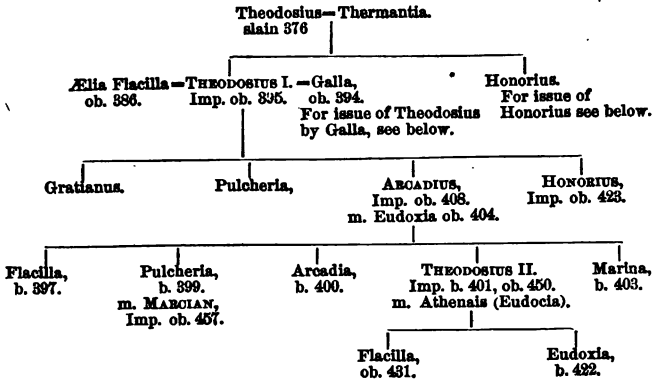 Theodosius=Thermantia.
slain 376
Ælia Flacilla=THEODOSIUS I.=Galla,
ob. 386.
Imp. ob. 395.
ob. 394.
For issue of Theodosius
by Galla, see below.
Honorius.
For issue of
Honorius see below.
Gratianus.
Pulcheria,
ARCADIUS,
Imp. ob. 408.
m. Eudoxia ob. 404.
HONORIUS,
Imp. ob. 423.
Flacilla,
b. 397.
Pulcheria,
b. 399.
m. MARCIAN,
Imp. ob. 457.
Arcadia,
b. 400.
THEODOSIUS II.
Imp. b. 401, ob. 450.
m. Athenais (Eudocia).
Marina,
b. 403.
Flacilla,
ob. 431.
Eudoxia,
b. 422.